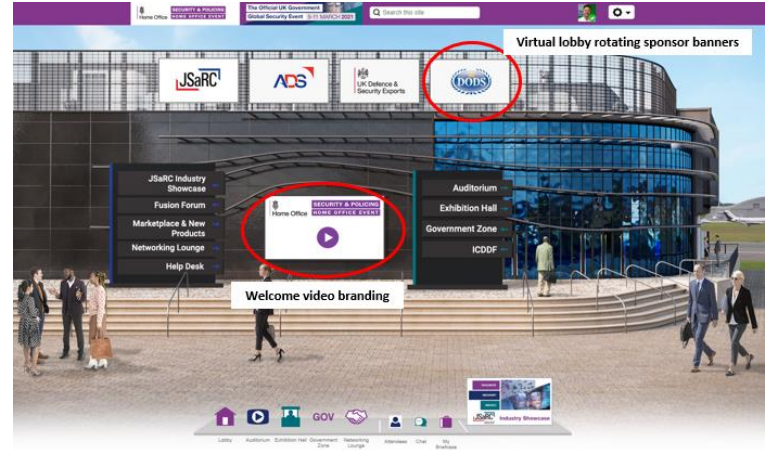 Home Office
SECURITY & POLICING
HOME OFFICE EVENT
The Official UK Government
Global Security Event 9-11 MARCH 2021
Search this site
Virtual lobby rotating sponsor banners
JSaRC
ADS
UK Defence &
Security Exports
DODS
JSaRC Industry
Showcase
Fusion Forum
Marketplace & New
Products
Networking Lounge
Help Desk
Home Office
SECURITY & POLICING
HOME OFFICE EVENT
Auditorium
Exhibition Hall
Government Zone
ICDDF
Welcome video branding
GOV
JSaRC
Industry Showcase
Lobby
Auditorium
Exhibition Hall
Government
Zone
Networking
Lounge
Attendees
Chat
My
Briefcase